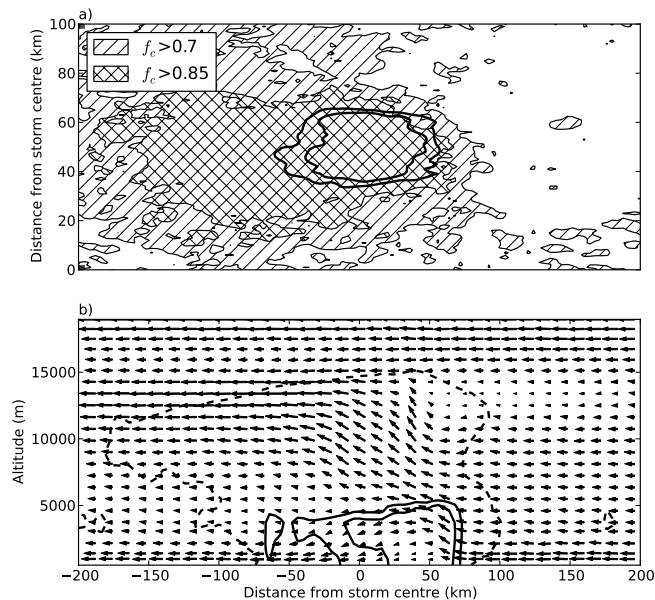 a)
100
80
60
40
20
0
Distance from storm centre (km)
f_c>0.7
f_c>0.85
b)
15000
10000
5000
Altitude (m)
−200 −150 −100 −50 0 50 100 150 200
Distance from storm centre (km)